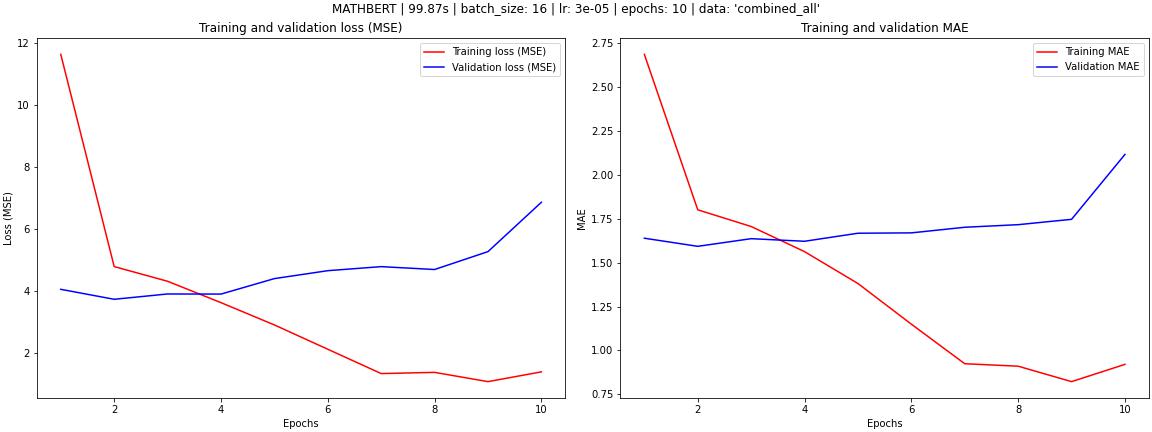 MATHBERT | 99.87s | batch_size: 16 | lr: 3e-05 | epochs: 10 | data: 'combined_all'
Training and validation loss (MSE)
Training loss (MSE)
Validation loss (MSE)
12
10
8
6
4
2
Loss (MSE)
2
4
6
8
10
Epochs
Training and validation MAE
Training MAE
Validation MAE
2.75
2.50
2.25
2.00
1.75
1.50
1.25
1.00
0.75
MAE
2
4
6
8
10
Epochs